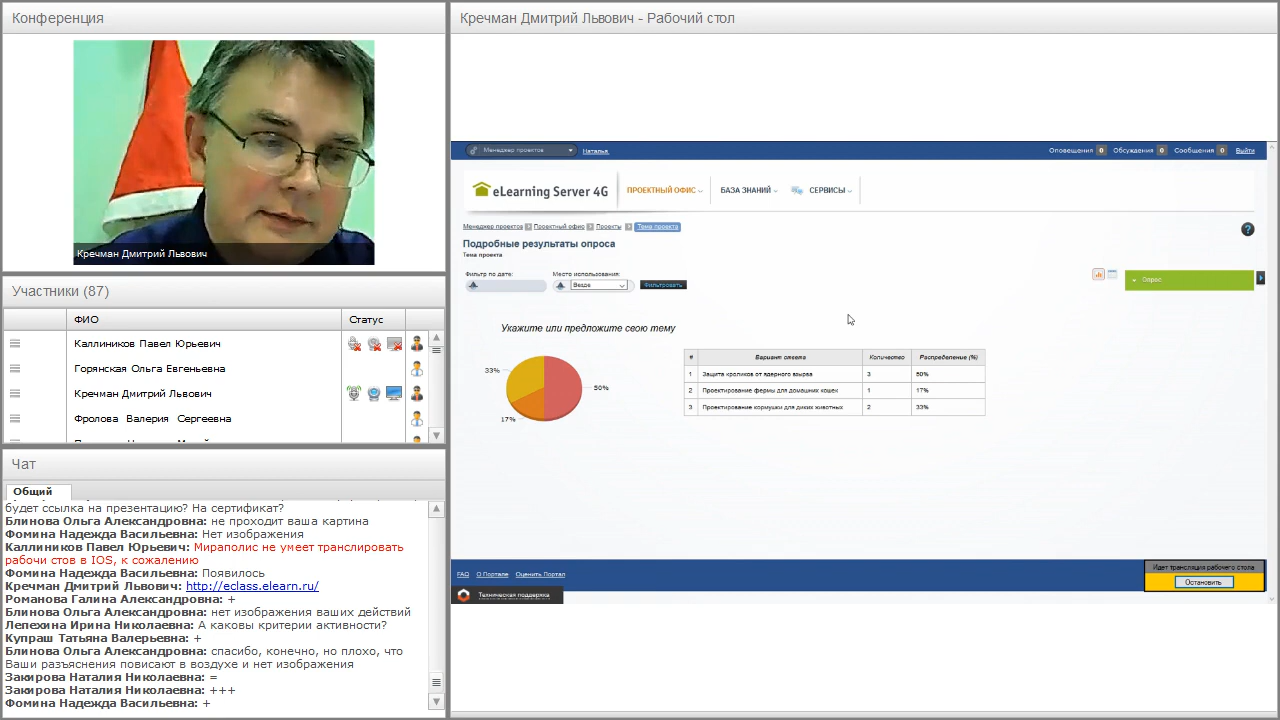 Конференция
Кречман Дмитрий Львович
Участники (87)
ФИО
Статус
Каллиников Павел Юрьевич
Горянская Ольга Евгеньевна
Кречман Дмитрий Львович
Фролова Валерия Сергеевна
Чат
Общий
будет ссылка на презентацию? На сертификат?
Блинова Ольга Александровна: не проходит ваша картина
Фомина Надежда Васильевна: Нет изображения
Каллиников Павел Юрьевич: Мираполис не умеет транслировать
рабочи стов в IOS, к сожалению
Фомина Надежда Васильевна: Появилось
Кречман Дмитрий Львович: http://eclass.elearn.ru/
Романова Галина Александровна: +
Блинова Ольга Александровна: нет изображения ваших действий
Лепехина Ирина Николаевна: А каковы критерии активности?
Купраш Татьяна Валерьевна: +
Блинова Ольга Александровна: спасибо, конечно, но плохо, что
Ваши разъяснения повисают в воздухе и нет изображения
Закирова Наталия Николаевна: =
Закирова Наталия Николаевна: +++
Фомина Надежда Васильевна: +
Кречман Дмитрий Львович - Рабочий стол
Менеджер проектов Наталья Оповещения 0 Обсуждения 0 Сообщения 0 Выйти
eLearning Server 4G ПРОЕКТНЫЙ ОФИС БАЗА ЗНАНИЙ СЕРВИСЫ
Менеджер проектов Проектный офис Проекты Тема проекта ?
Подробные результаты опроса
Тема проекта
Фильтр по дате: Место использования:
Везде Фильтровать
Опрос
Укажите или предложите свою тему
33% 50% 17%
# Вариант ответа Количество Распределение (%)
1 Защита кроликов от ядерного взрыва 3 50%
2 Проектирование фермы для домашних кошек 1 17%
3 Проектирование кормушки для диких животных 2 33%
FAQ О Портале Оценить Портал
Идет трансляция рабочего стола
Остановить
Техническая поддержка